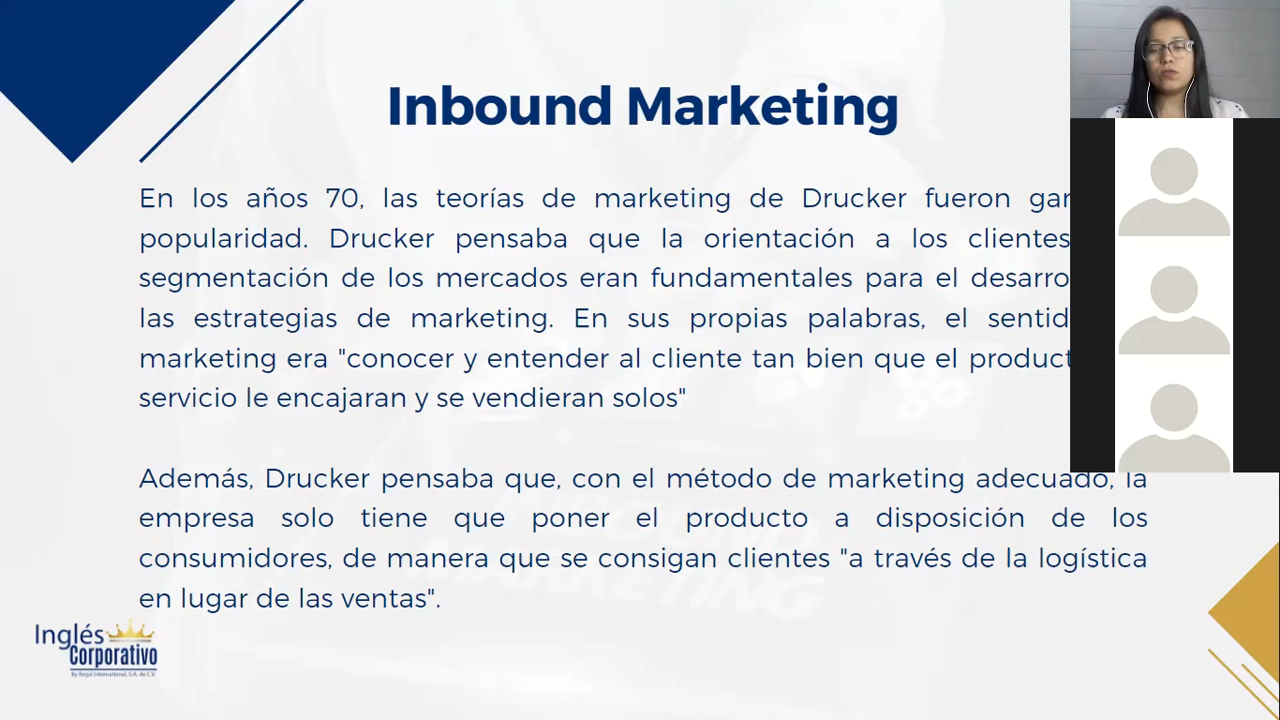 Inbound Marketing
En los años 70, las teorías de marketing de Drucker fueron
popularidad. Drucker pensaba que la orientación a los clientes
segmentación de los mercados eran fundamentales para el
las estrategias de marketing. En sus propias palabras, el
marketing era "conocer y entender al cliente tan bien que el
servicio le encajaran y se vendieran solos"
Además, Drucker pensaba que, con el método de marketing adecuado, la
empresa solo tiene que poner el producto a disposición de los
consumidores, de manera que se consigan clientes "a través de la logística
en lugar de las ventas".
Inglés
Corporativo
By Regal International, S.A. de C.V.